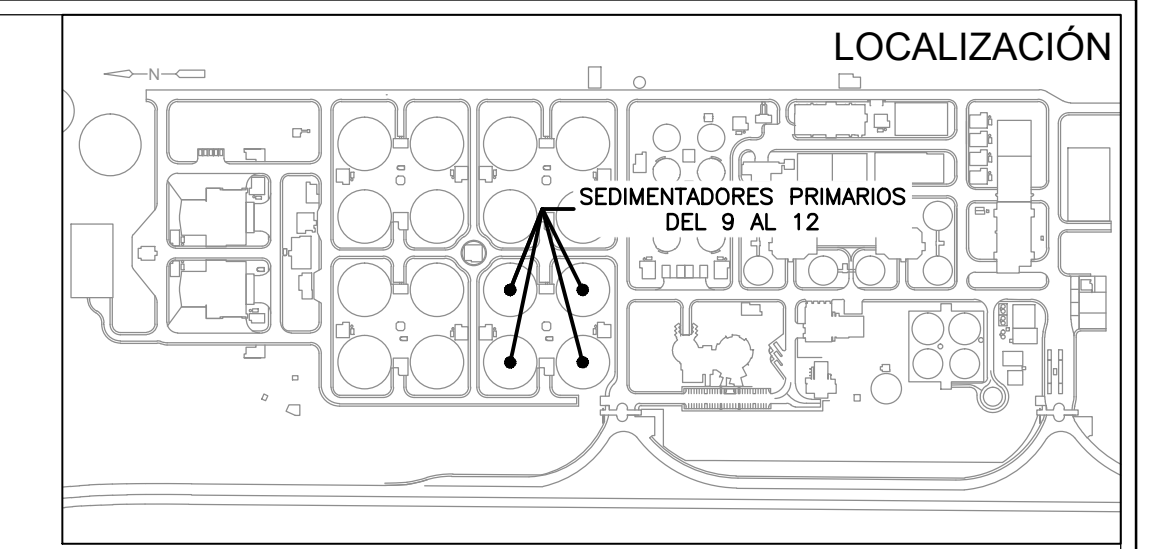 LOCALIZACIÓN
N
SEDIMENTADORES PRIMARIOS
DEL 9 AL 12